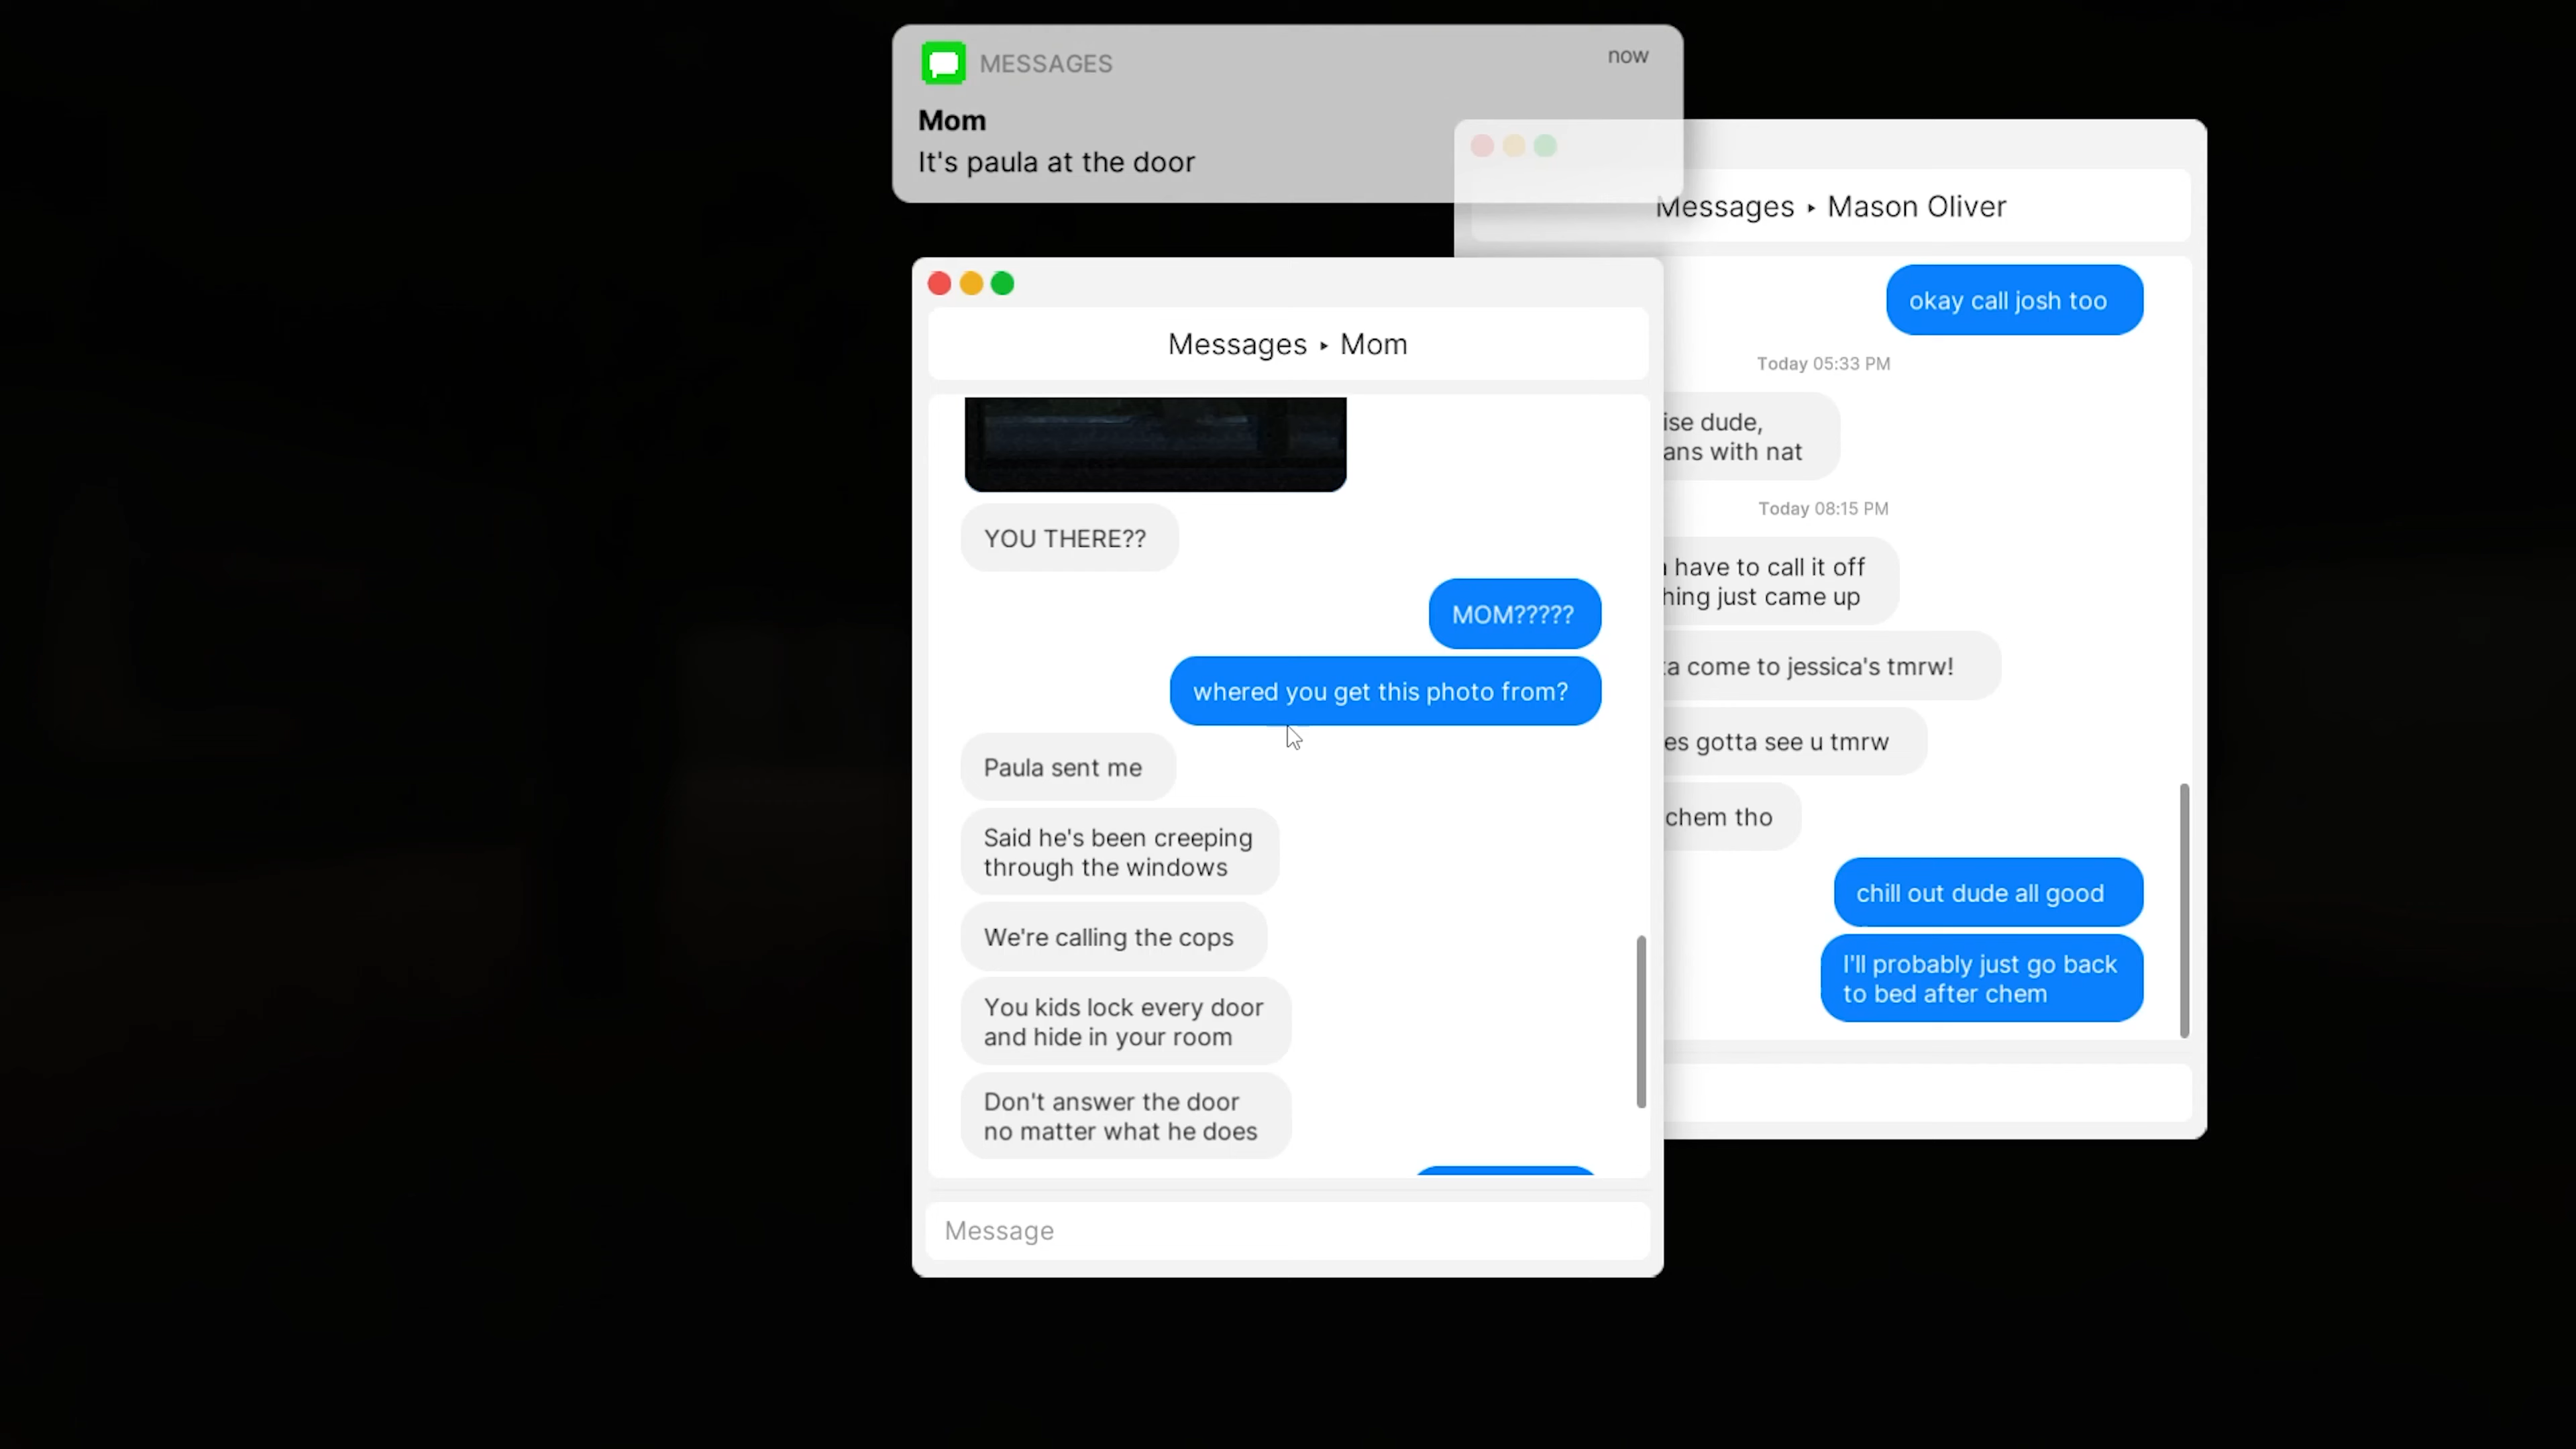 MESSAGES
now
Mom
It's paula at the door
Messages ‣ Mom
YOU THERE??
MOM?????
whered you get this photo from?
Paula sent me
Said he's been creeping
through the windows
We're calling the cops
You kids lock every door
and hide in your room
Don't answer the door
no matter what he does
Message
Messages ‣ Mason Oliver
okay call josh too
Today 05:33 PM
ise dude,
ans with nat
Today 08:15 PM
have to call it off
hing just came up
a come to jessica's tmrw!
es gotta see u tmrw
chem tho
chill out dude all good
I'll probably just go back
to bed after chem